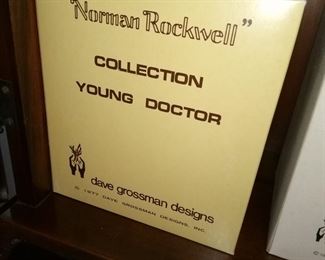 "Norman Rockwell"
COLLECTION
YOUNG DOCTOR
dave grossman designs
© 1977 DAVE GROSSMAN DESIGNS, INC.